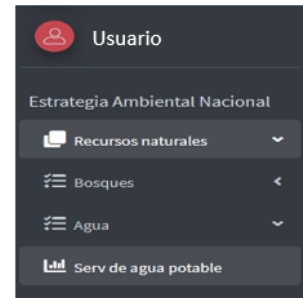 Usuario
Estrategia Ambiental Nacional
Recursos naturales
Bosques
Agua
Serv de agua potable